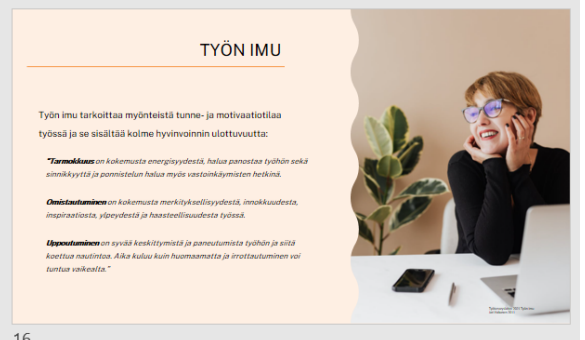 TYÖN IMU
Työn imu tarkoittaa myönteistä tunne- ja motivaatiotilaa
työssä ja se sisältää kolme hyvinvoinnin ulottuvuutta:
"Tarmokkuus on kokemusta energisyydestä, halua panostaa työhön sekä
sinnikkyyttä ja ponnistelun halua myös vastoinkäymisten hetkinä.
Omistautuminen on kokemusta merkityksellisyydestä, innokkuudesta,
inspiraatiosta, ylpeydestä ja haasteellisuudesta työssä.
Uppoutuminen on syvää keskittymistä ja paneutumista työhön ja siitä
koettua nautintoa. Aika kuluu kuin huomaamatta ja irrottautuminen voi
tuntua vaikealta."
16